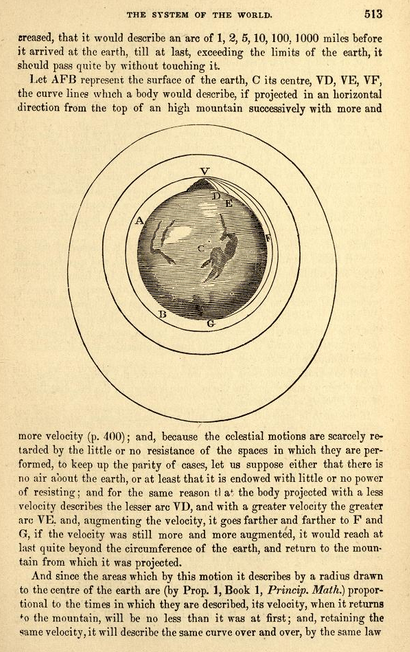 THE SYSTEM OF THE WORLD. 513
creased, that it would describe an arc of 1, 2, 5, 10, 100, 1000 miles before
it arrived at the earth, till at last, exceeding the limits of the earth, it
should pass quite by without touching it.
Let AFB represent the surface of the earth, C its centre, VD, VE, VF,
the curve lines which a body would describe, if projected in an horizontal
direction from the top of an high mountain successively with more and
V
D
E
A
F
C
B
G
more velocity (p. 400); and, because the celestial motions are scarcely re-
tarded by the little or no resistance of the spaces in which they are per-
formed, to keep up the parity of cases, let us suppose either that there is
no air about the earth, or at least that it is endowed with little or no power
of resisting; and for the same reason that the body projected with a less
velocity describes the lesser arc VD, and with a greater velocity the greater
arc VE, and, augmenting the velocity, it goes farther and farther to F and
G, if the velocity was still more and more augmented, it would reach at
last quite beyond the circumference of the earth, and return to the moun-
tain from which it was projected.
And since the areas which by this motion it describes by a radius drawn
to the centre of the earth are (by Prop. 1, Book 1, Princip. Math.) propor-
tional to the times in which they are described, its velocity, when it returns
to the mountain, will be no less than it was at first; and, retaining the
same velocity, it will describe the same curve over and over, by the same law